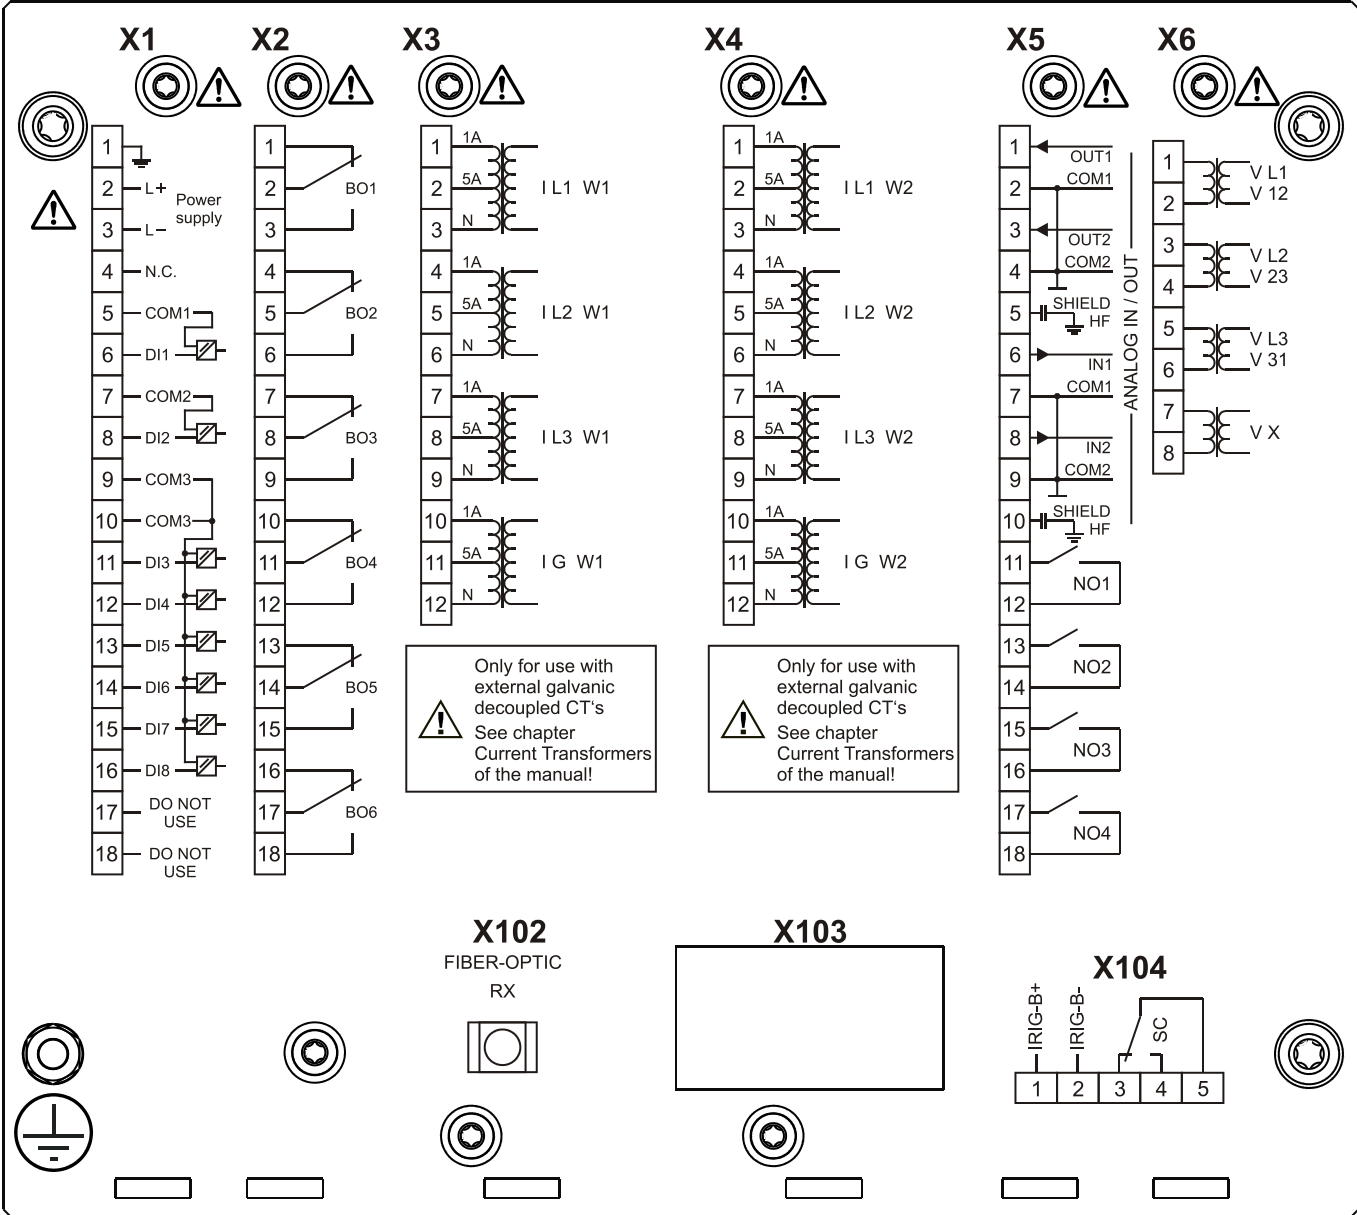 X1 X2 X3 X4 X5 X6
1
2 L+
3 L–
Power
supply
4 N.C.
5 COM1
6 DI1
7 COM2
8 DI2
9 COM3
10 COM3
11 DI3
12 DI4
13 DI5
14 DI6
15 DI7
16 DI8
17 DO NOT
USE
18 DO NOT
USE
1
2 BO1
3
4
5 BO2
6
7
8 BO3
9
10
11 BO4
12
13
14 BO5
15
16
17 BO6
18
1 1A
2 5A I L1 W1
3 N
4 1A
5 5A I L2 W1
6 N
7 1A
8 5A I L3 W1
9 N
10 1A
11 5A I G W1
12 N
Only for use with
external galvanic
decoupled CT‘s
See chapter
Current Transformers
of the manual!
1 1A
2 5A I L1 W2
3 N
4 1A
5 5A I L2 W2
6 N
7 1A
8 5A I L3 W2
9 N
10 1A
11 5A I G W2
12 N
Only for use with
external galvanic
decoupled CT‘s
See chapter
Current Transformers
of the manual!
1 OUT1
2 COM1
3 OUT2
4 COM2
5 SHIELD
HF
6 IN1
7 COM1
8 IN2
9 COM2
10 SHIELD
HF
ANALOG IN / OUT
11
NO1
12
13
NO2
14
15
NO3
16
17
NO4
18
1 V L1
2 V 12
3 V L2
4 V 23
5 V L3
6 V 31
7
V X
8
X102
FIBER-OPTIC
RX
X103
X104
IRIG-B+
IRIG-B-
SC
1 2 3 4 5